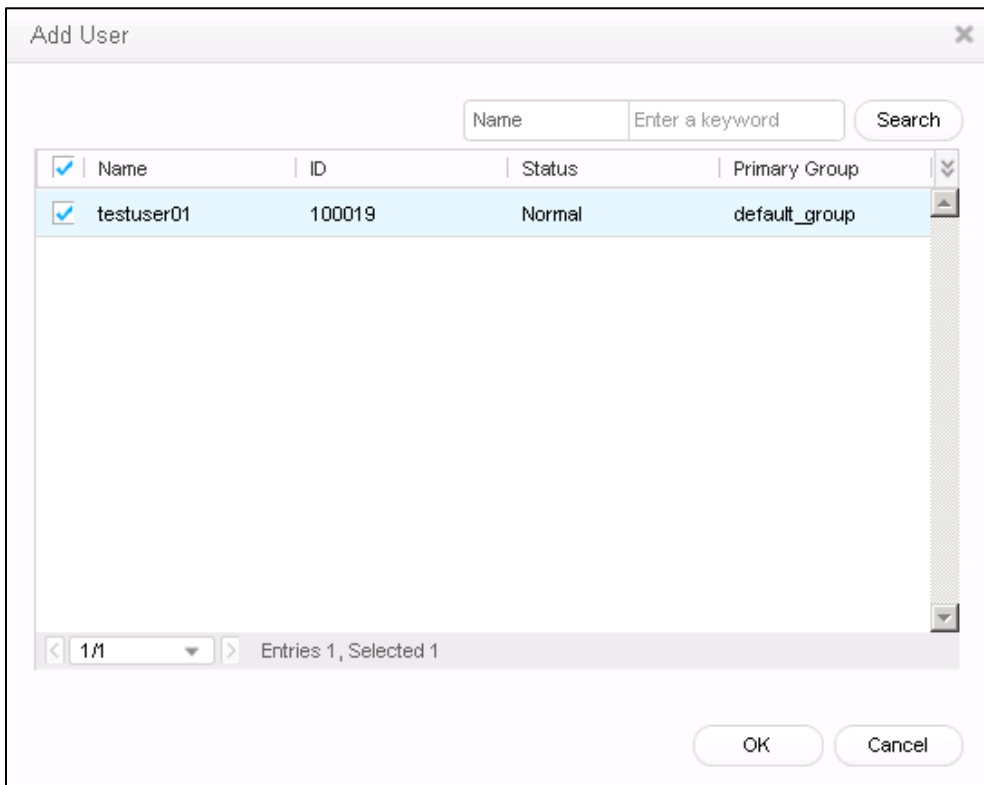 Add User
Name Enter a keyword Search
Name ID Status Primary Group
testuser01 100019 Normal default_group
1/1 Entries 1, Selected 1
OK Cancel